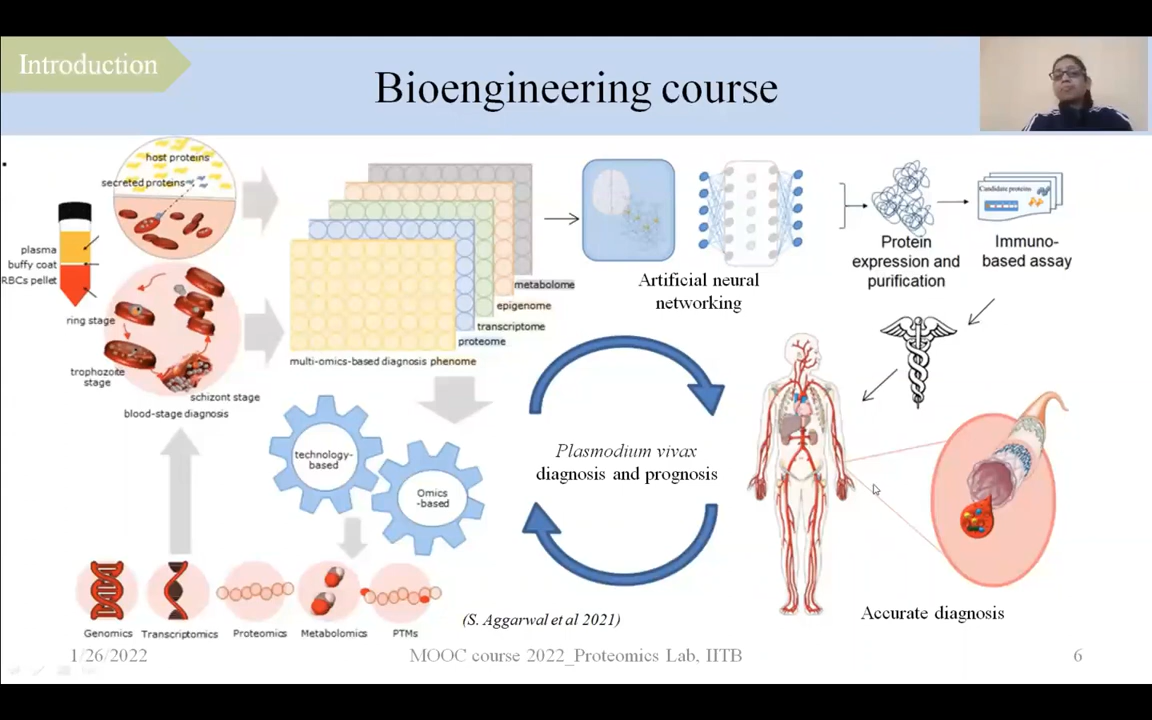 Introduction
Bioengineering course
host proteins
secreted proteins
plasma
buffy coat
RBCs pellet
ring stage
trophozoite
stage
schizont stage
blood-stage diagnosis
metabolome
epigenome
transcriptome
proteome
multi-omics-based diagnosis phenome
Artificial neural
networking
Protein
expression and
purification
Candidate proteins
Immuno-
based assay
technology-
based
Omics
-based
Plasmodium vivax
diagnosis and prognosis
Genomics
Transcriptomics
Proteomics
Metabolomics
PTMs
(S. Aggarwal et al 2021)
Accurate diagnosis
1/26/2022
MOOC course 2022_Proteomics Lab, IITB
6